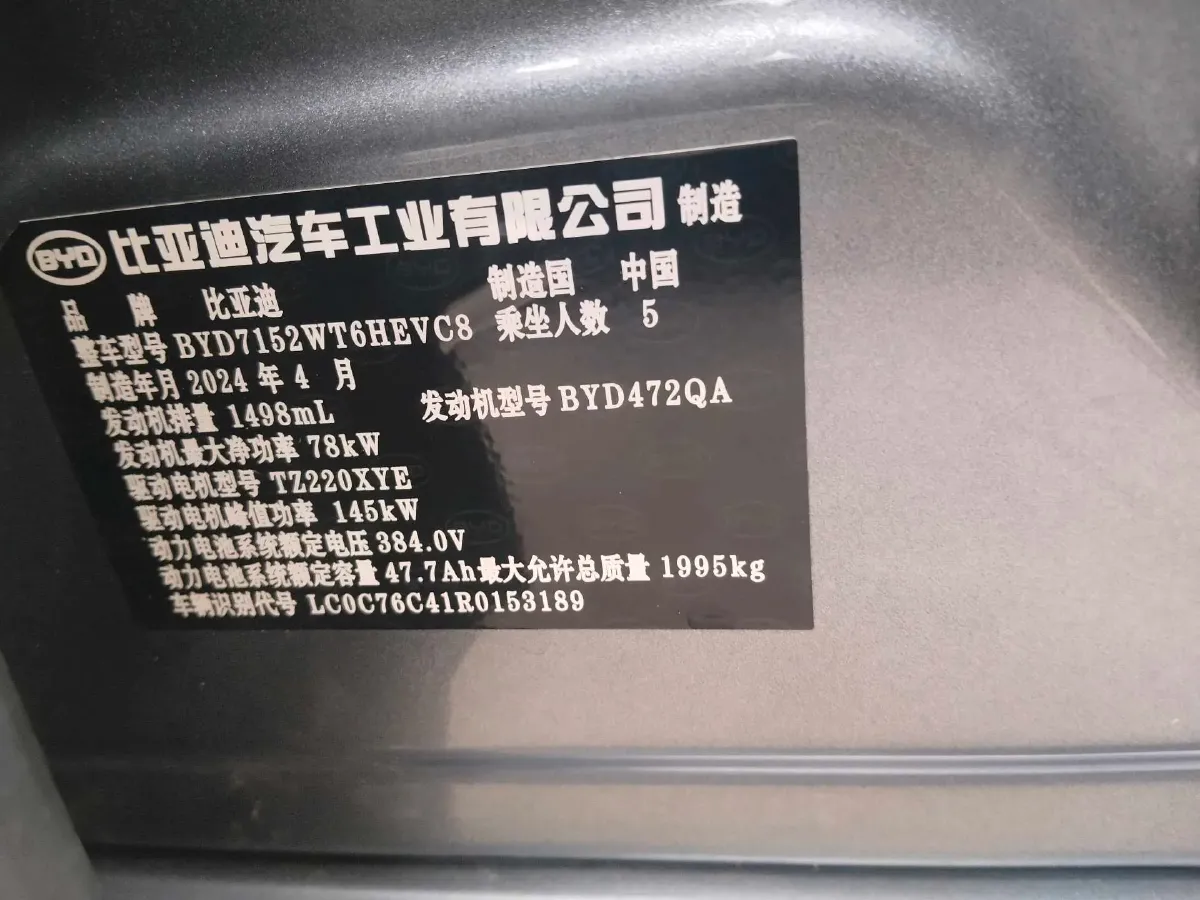 BYD 比亚迪汽车工业有限公司 制造
品 牌 比亚迪 制造国 中国
整车型号 BYD7152WT6HEVC8 乘坐人数 5
制造年月 2024 年 4 月
发动机排量 1498mL 发动机型号 BYD472QA
发动机最大净功率 78kW
驱动电机型号 TZ220XYE
驱动电机峰值功率 145kW
动力电池系统额定电压 384.0V
动力电池系统额定容量 47.7Ah 最大允许总质量 1995kg
车辆识别代号 LC0C76C41R0153189